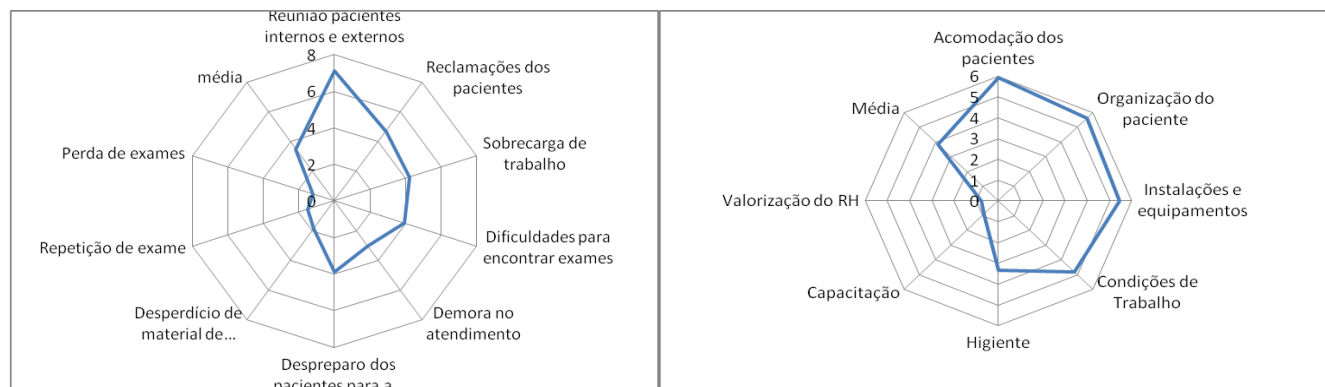 Reunião pacientes
internos e externos
8
6
4
2
0
média
Reclamações dos
pacientes
Perda de exames
Sobrecarga de
trabalho
Repetição de exame
Dificuldades para
encontrar exames
Desperdício de
material de...
Demora no
atendimento
Despreparo dos
pacientes para a
Acomodação dos
pacientes
6
5
4
3
2
1
0
Média
Organização do
paciente
Valorização do RH
Instalações e
equipamentos
Capacitação
Condições de
Trabalho
Higiente